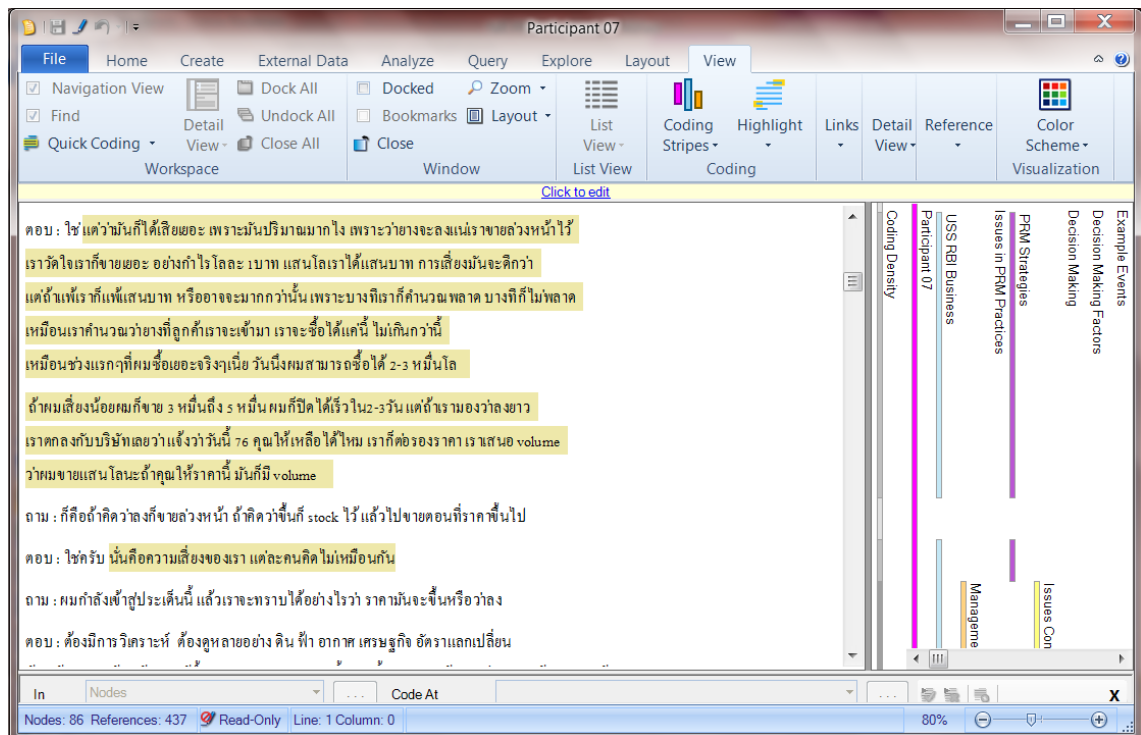 Participant 07
File Home Create External Data Analyze Query Explore Layout View
Navigation View
Find
Quick Coding
Detail View
Dock All
Undock All
Close All
Workspace
Docked
Bookmarks
Close
Zoom
Layout
Window
List View
List View
Coding Stripes
Highlight
Coding
Links
Detail View
Reference
Color Scheme
Visualization
Click to edit
ตอบ : ใช่ แต่ว่ามันก็ได้เสียเยอะ เพราะมันปริมาณมากไง เพราะว่ายางจะลงแน่เราขายล่วงหน้าไว้
เราวัดใจเราก็ขายเยอะ อย่างกำไรโลละ 1บาท แสนโลเราได้แสนบาท การเสี่ยงมันจะดีกว่า
แต่ถ้าแพ้เราก็แพ้แสนบาท หรืออาจจะมากกว่านั้น เพราะบางทีเราก็คำนวณพลาด บางทีก็ไม่พลาด
เหมือนเราคำนวณว่ายางที่ลูกค้าเราจะเข้ามา เราจะซื้อได้แค่นี้ ไม่เกินกว่านี้
เหมือนช่วงแรกๆที่ผมซื้อเยอะจริงๆเนี่ย วันนึงผมสามารถซื้อได้ 2-3 หมื่นโล
ถ้าผมเสี่ยงน้อยผมก็ขาย 3 หมื่นถึง 5 หมื่น ผมก็ปิดได้เร็วใน2-3วัน แต่ถ้าเรามองว่าลงยาว
เราตกลงกับบริษัทเลยว่าแจ้งว่าวันนี้ 76 คุณให้เหลือได้ไหม เราก็ต่อรองราคา เราเสนอ volume
ว่าผมขายแสนโลนะถ้าคุณให้ราคานี้ มันก็มี volume
ถาม : ก็คือถ้าคิดว่าลงก็ขายล่วงหน้า ถ้าคิดว่าขึ้นก็ stock ไว้ แล้วไปขายตอนที่ราคาขึ้นไป
ตอบ : ใช่ครับ นั่นคือความเสี่ยงของเรา แต่ละคนคิดไม่เหมือนกัน
ถาม : ผมกำลังเข้าสู่ประเด็นนี้ แล้วเราจะทราบได้อย่างไรว่า ราคามันจะขึ้นหรือว่าลง
ตอบ : ต้องมีการวิเคราะห์ ต้องดูหลายอย่าง ดิน ฟ้า อากาศ เศรษฐกิจ อัตราแลกเปลี่ยน
Coding Density
Participant 07
USS RBI Business
Manageme
Issues in PRM Practices
PRM Strategies
Issues Con
Decision Making
Decision Making Factors
Example Events
In Nodes ... Code At ... X
Nodes: 86 References: 437 Read-Only Line: 1 Column: 0 80%